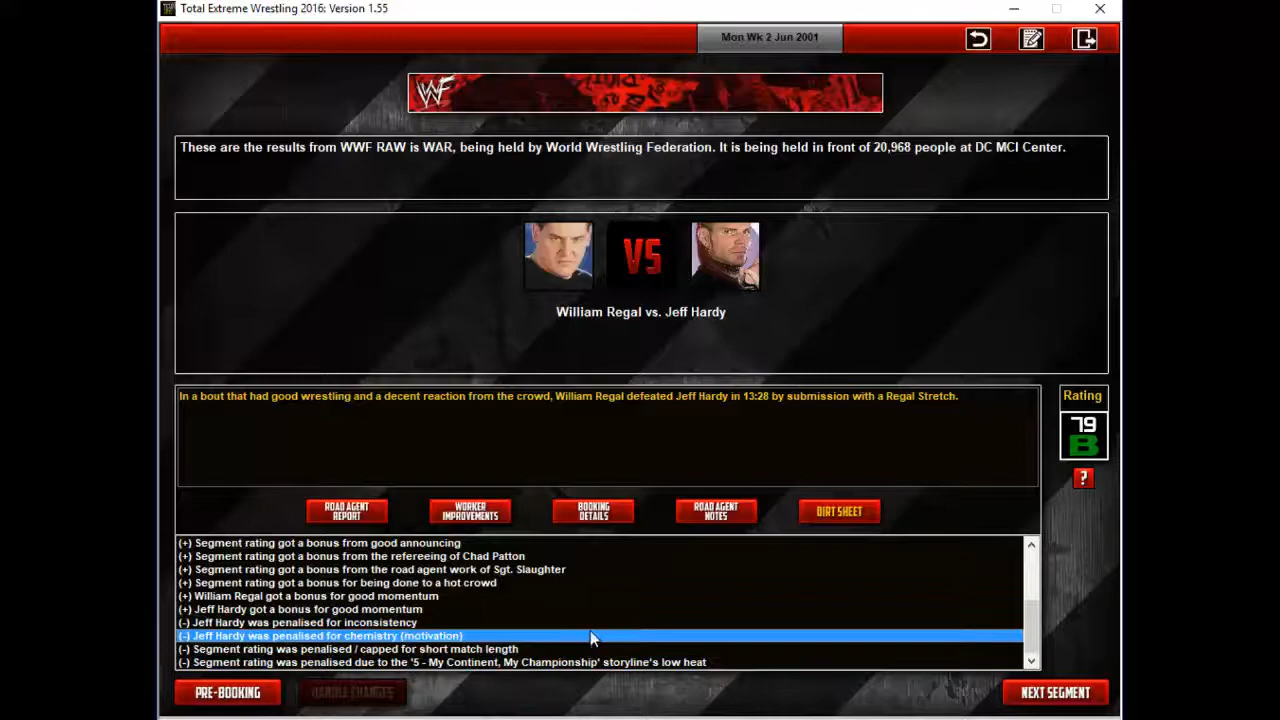 Total Extreme Wrestling 2016: Version 1.55
Mon Wk 2 Jun 2001
WF
These are the results from WWF RAW is WAR, being held by World Wrestling Federation. It is being held in front of 20,968 people at DC MCI Center.
VS
William Regal vs. Jeff Hardy
In a bout that had good wrestling and a decent reaction from the crowd, William Regal defeated Jeff Hardy in 13:28 by submission with a Regal Stretch.
Rating
79
B
?
ROAD AGENT REPORT
WORKER IMPROVEMENTS
BOOKING DETAILS
ROAD AGENT NOTES
DIRT SHEET
(+) Segment rating got a bonus from good announcing
(+) Segment rating got a bonus from the refereeing of Chad Patton
(+) Segment rating got a bonus from the road agent work of Sgt. Slaughter
(+) Segment rating got a bonus for being done to a hot crowd
(+) William Regal got a bonus for good momentum
(+) Jeff Hardy got a bonus for good momentum
(-) Jeff Hardy was penalised for inconsistency
(-) Jeff Hardy was penalised for chemistry (motivation)
(-) Segment rating was penalised / capped for short match length
(-) Segment rating was penalised due to the '5 - My Continent, My Championship' storyline's low heat
PRE-BOOKING
HANDLE CHANGES
NEXT SEGMENT